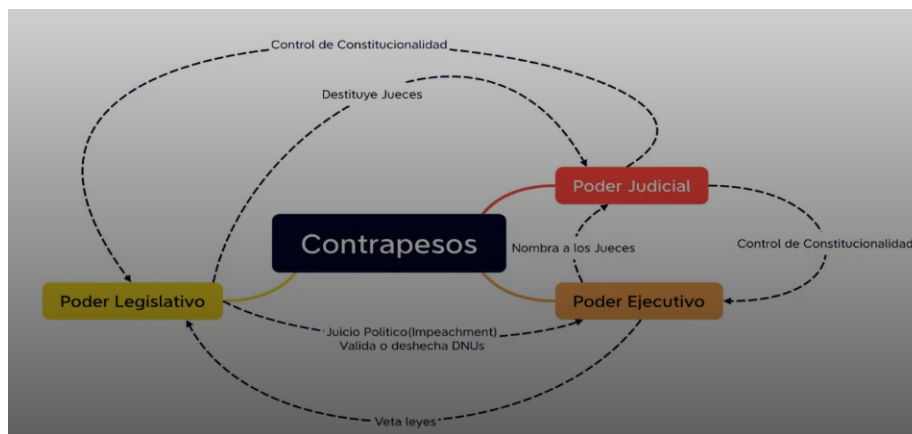 Control de Constitucionalidad
Destituye Jueces
Poder Judicial
Contrapesos
Nombra a los Jueces
Control de Constitucionalidad
Poder Legislativo
Poder Ejecutivo
Juicio Politico(Impeachment)
Valida o deshecha DNUs
Veta leyes